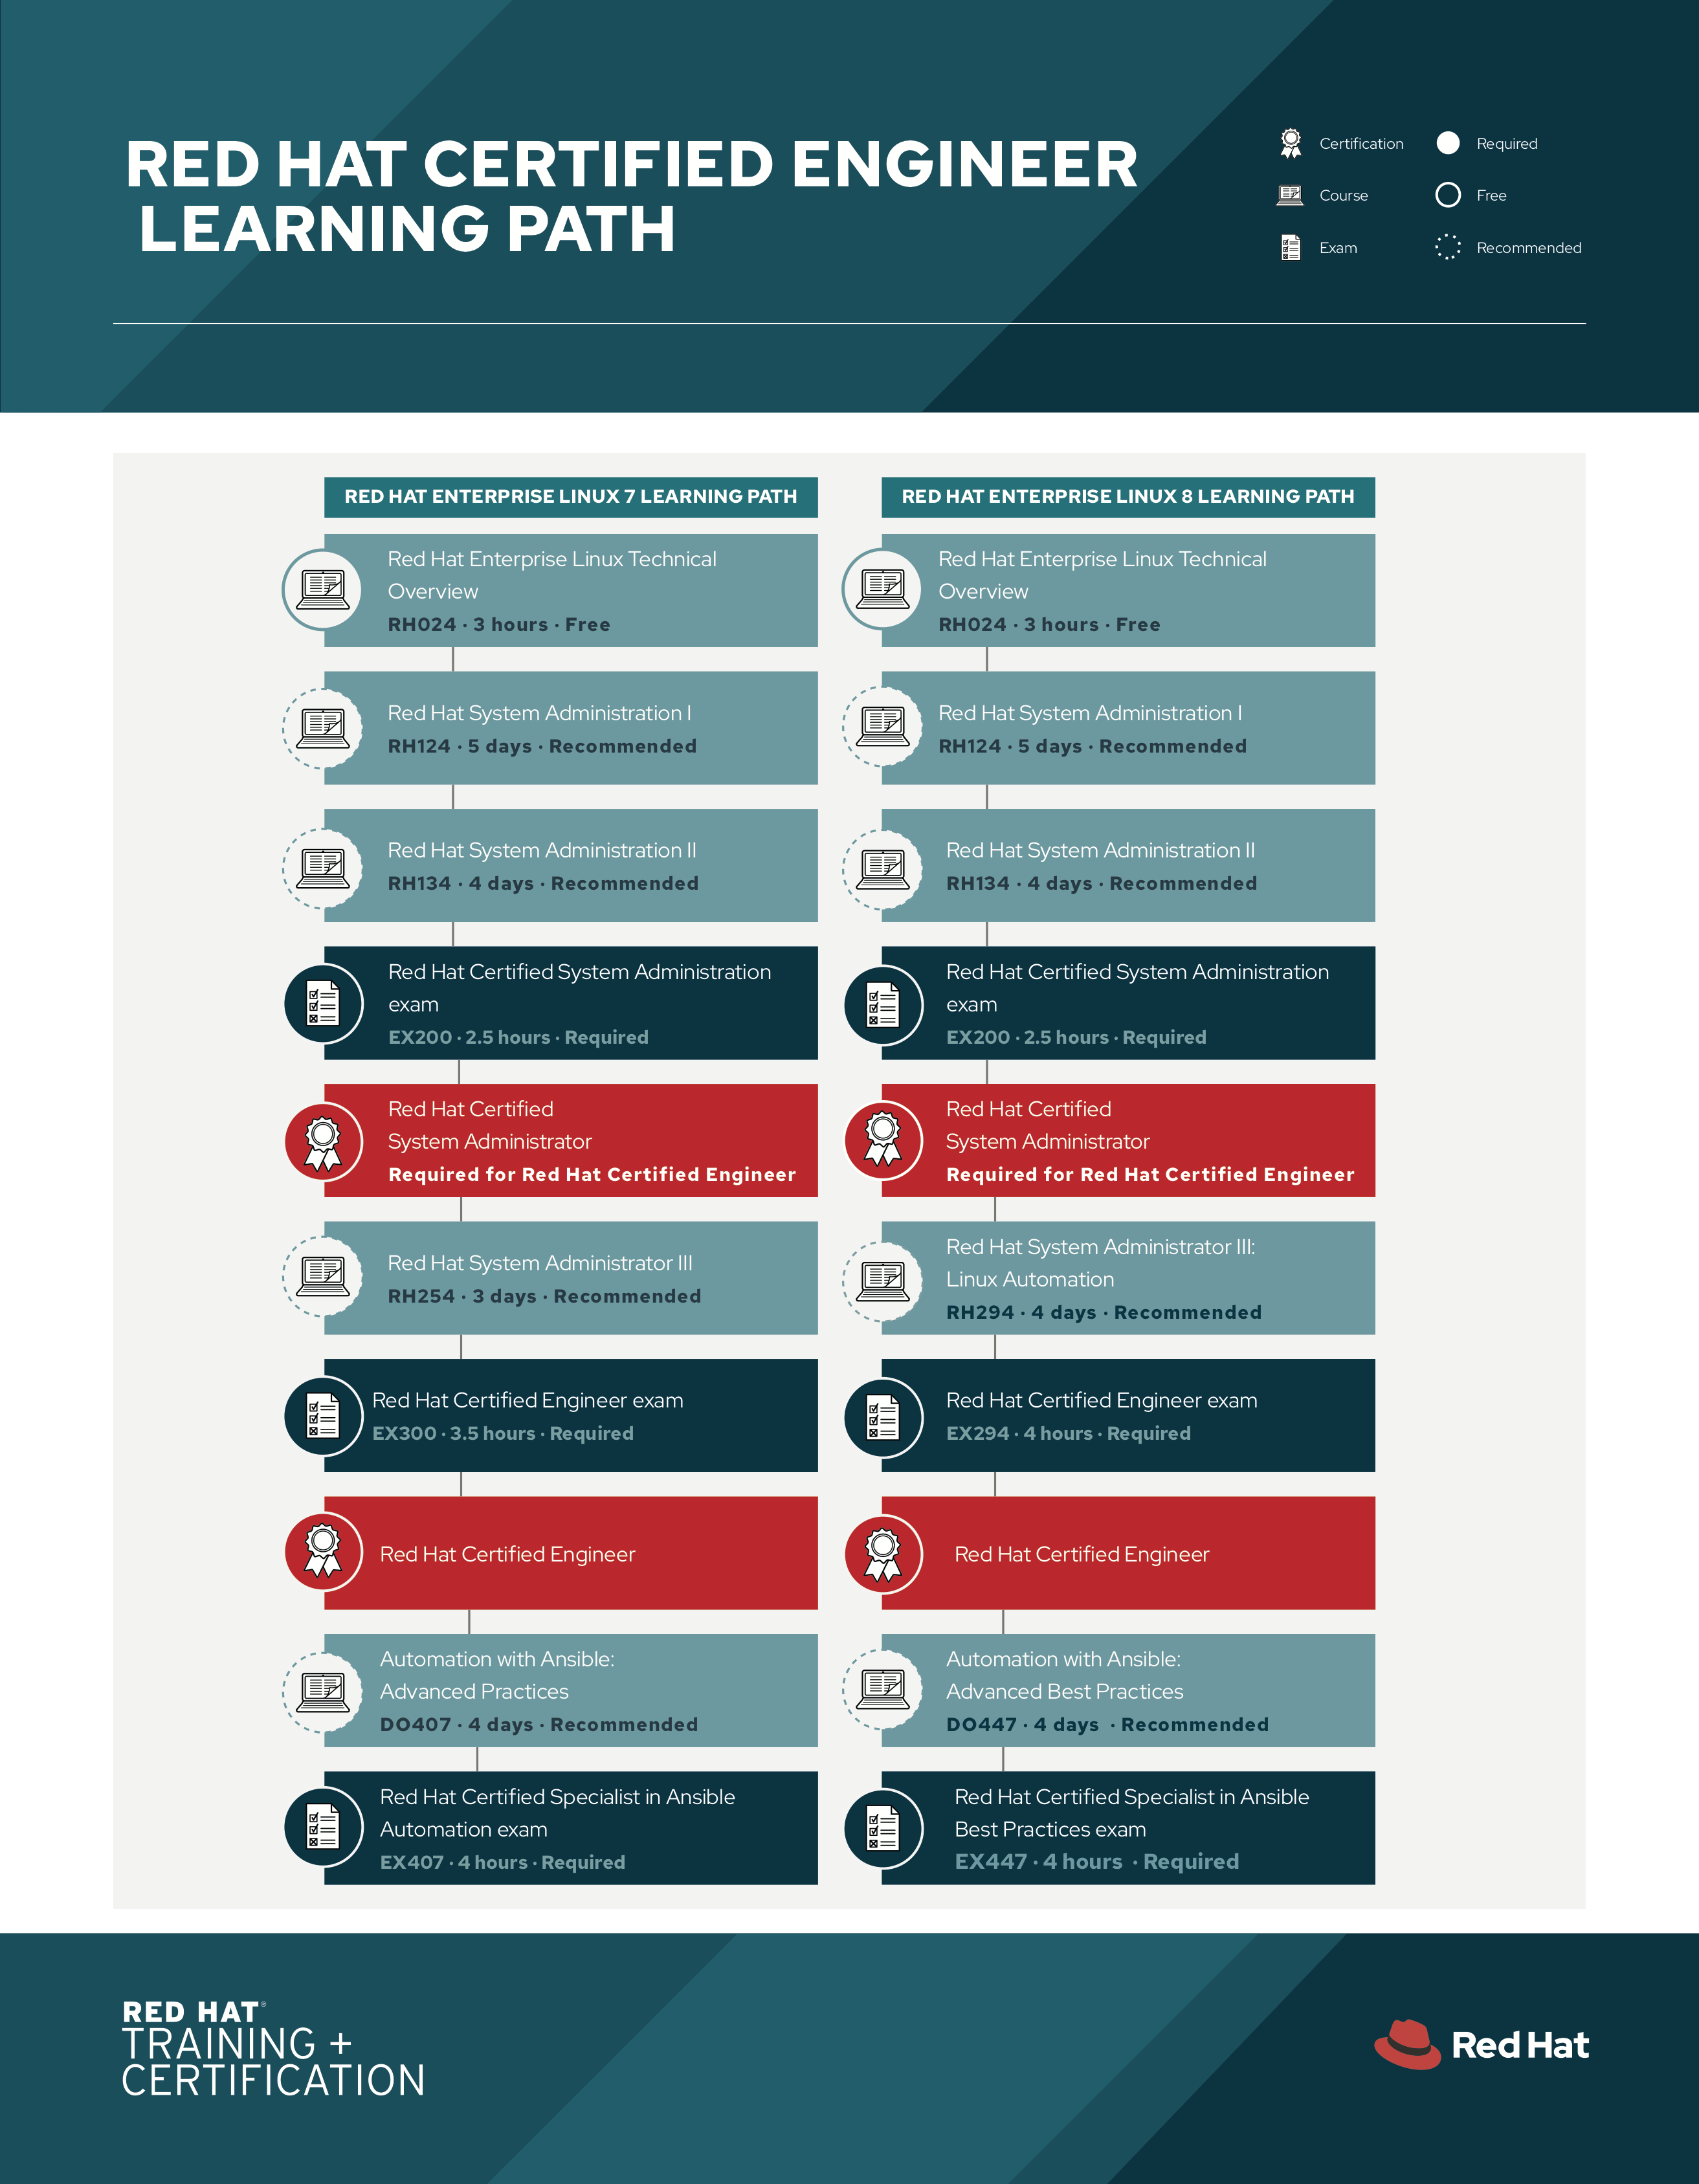 RED HAT CERTIFIED ENGINEER
LEARNING PATH
Certification
Required
Course
Free
Exam
Recommended
RED HAT ENTERPRISE LINUX 7 LEARNING PATH
Red Hat Enterprise Linux Technical
Overview
RH024 · 3 hours · Free
Red Hat System Administration I
RH124 · 5 days · Recommended
Red Hat System Administration II
RH134 · 4 days · Recommended
Red Hat Certified System Administration
exam
EX200 · 2.5 hours · Required
Red Hat Certified
System Administrator
Required for Red Hat Certified Engineer
Red Hat System Administrator III
RH254 · 3 days · Recommended
Red Hat Certified Engineer exam
EX300 · 3.5 hours · Required
Red Hat Certified Engineer
Automation with Ansible:
Advanced Practices
DO407 · 4 days · Recommended
Red Hat Certified Specialist in Ansible
Automation exam
EX407 · 4 hours · Required
RED HAT ENTERPRISE LINUX 8 LEARNING PATH
Red Hat Enterprise Linux Technical
Overview
RH024 · 3 hours · Free
Red Hat System Administration I
RH124 · 5 days · Recommended
Red Hat System Administration II
RH134 · 4 days · Recommended
Red Hat Certified System Administration
exam
EX200 · 2.5 hours · Required
Red Hat Certified
System Administrator
Required for Red Hat Certified Engineer
Red Hat System Administrator III:
Linux Automation
RH294 · 4 days · Recommended
Red Hat Certified Engineer exam
EX294 · 4 hours · Required
Red Hat Certified Engineer
Automation with Ansible:
Advanced Best Practices
DO447 · 4 days · Recommended
Red Hat Certified Specialist in Ansible
Best Practices exam
EX447 · 4 hours · Required
RED HAT®
TRAINING +
CERTIFICATION
Red Hat